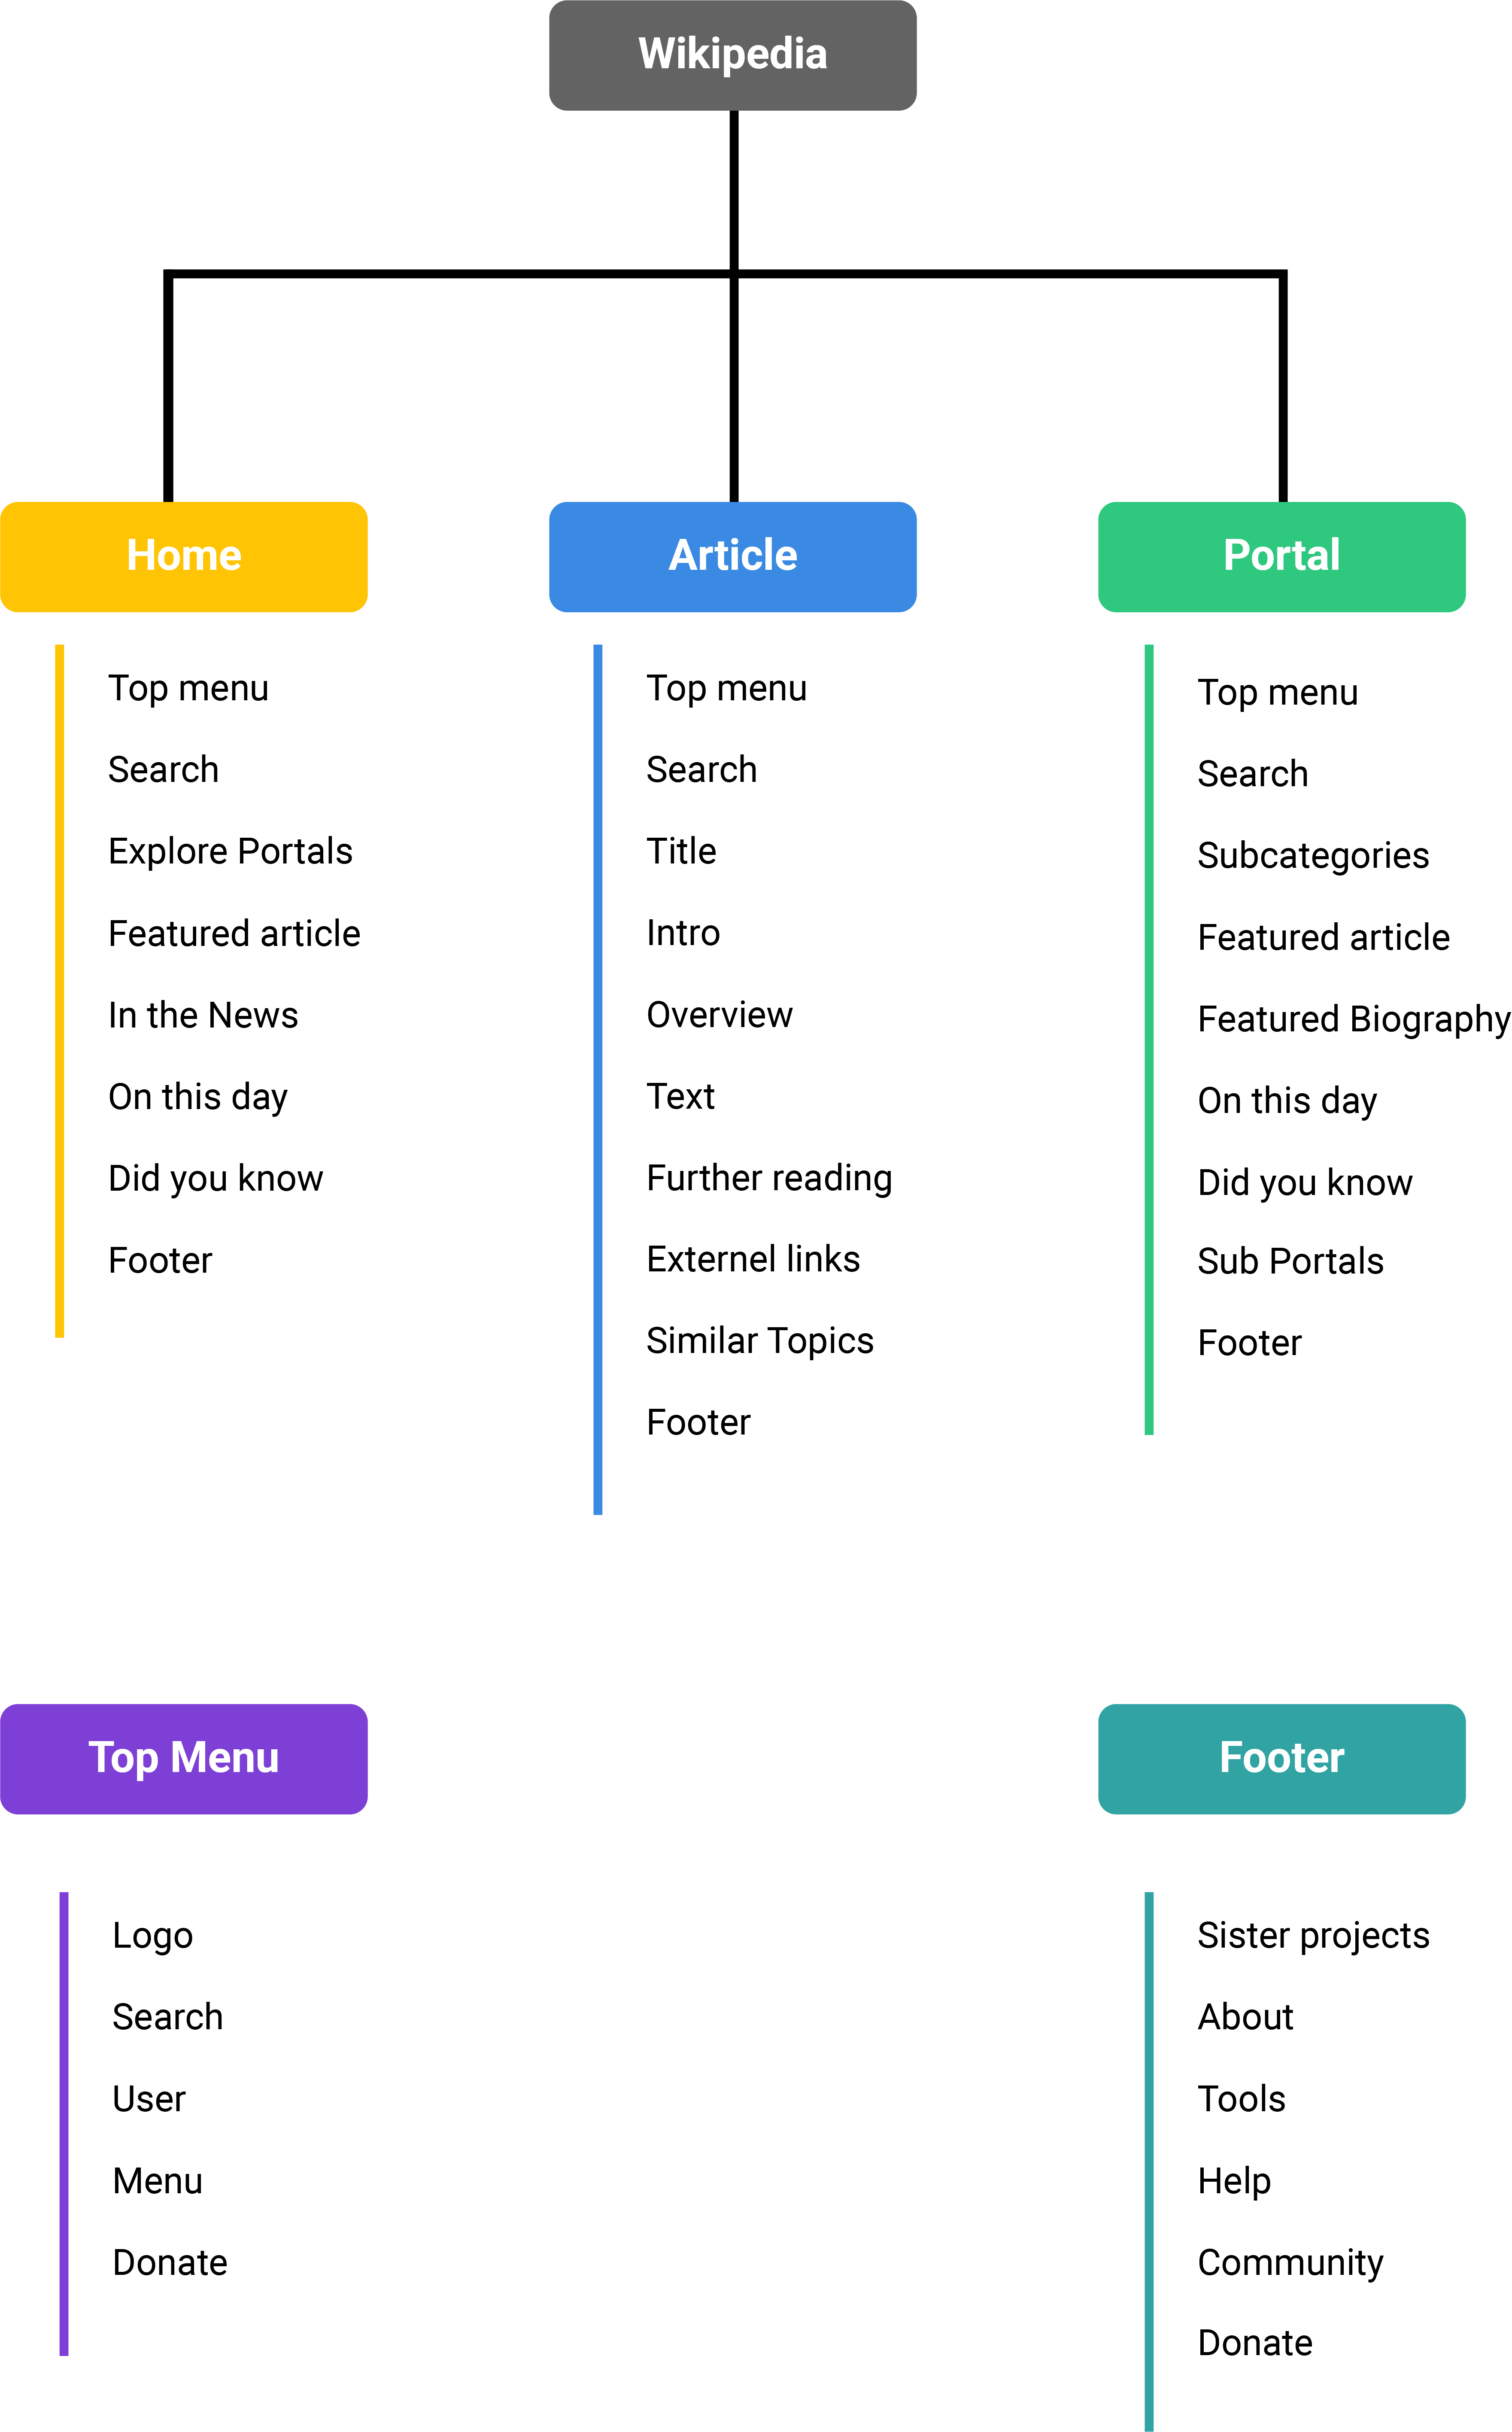 Wikipedia
Home
Top menu
Search
Explore Portals
Featured article
In the News
On this day
Did you know
Footer
Article
Top menu
Search
Title
Intro
Overview
Text
Further reading
Externel links
Similar Topics
Footer
Portal
Top menu
Search
Subcategories
Featured article
Featured Biography
On this day
Did you know
Sub Portals
Footer
Top Menu
Logo
Search
User
Menu
Donate
Footer
Sister projects
About
Tools
Help
Community
Donate